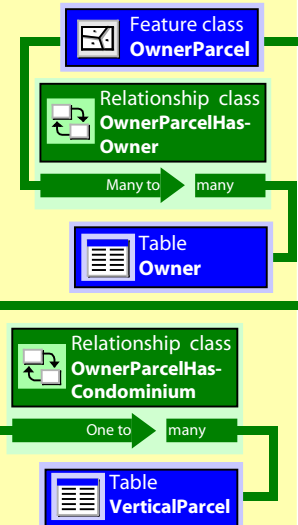 Feature class
OwnerParcel
Relationship class
OwnerParcelHas-
Owner
Many to many
Table
Owner
Relationship class
OwnerParcelHas-
Condominium
One to many
Table
VerticalParcel